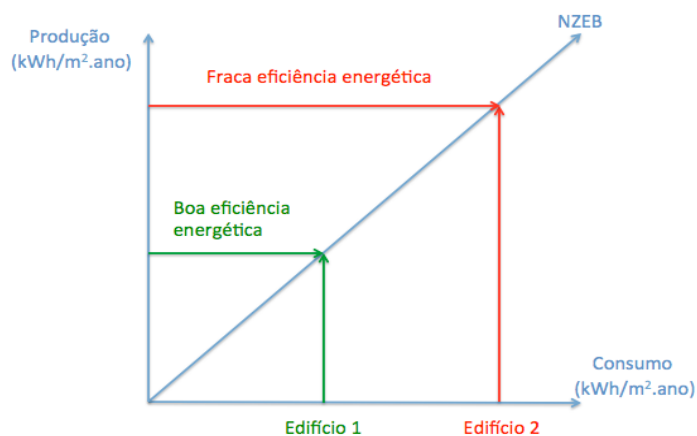 NZEB
Produção
(kWh/m².ano)
Fraca eficiência energética
Boa eficiência
energética
Consumo
(kWh/m².ano)
Edifício 1
Edifício 2